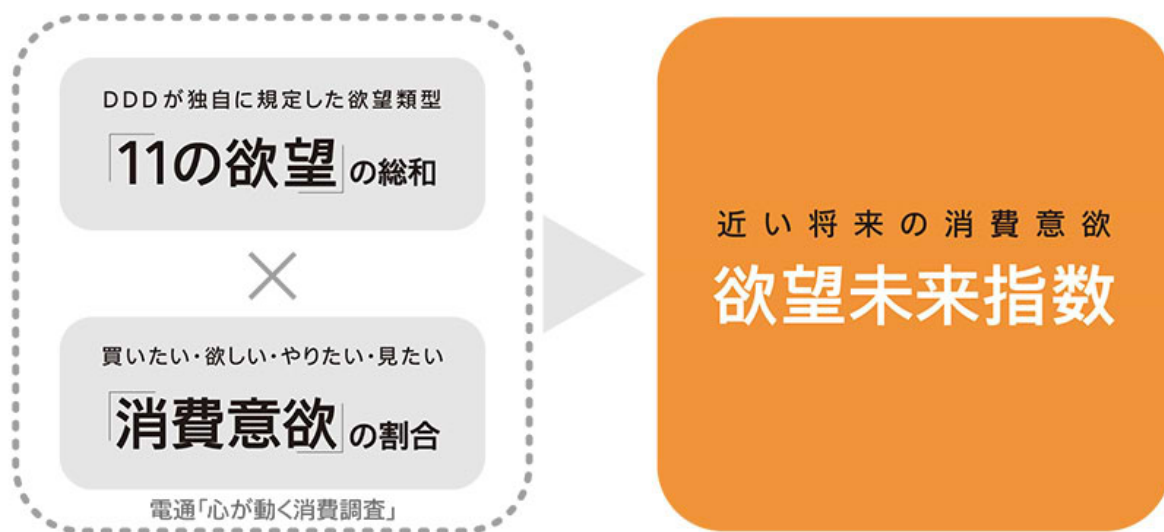 DDDが独自に規定した欲望類型
「11の欲望」の総和
×
買いたい・欲しい・やりたい・見たい
「消費意欲」の割合
電通「心が動く消費調査」
近い将来の消費意欲
欲望未来指数